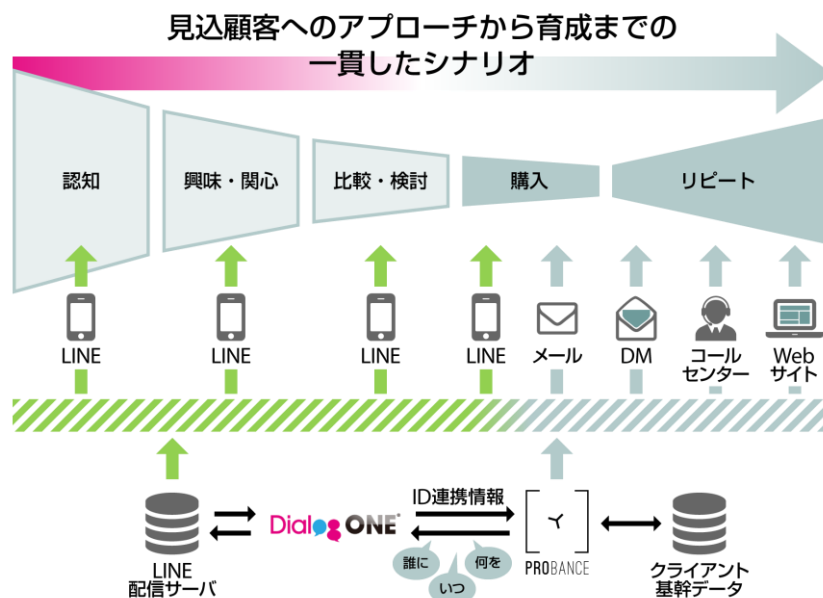 見込顧客へのアプローチから育成までの
一貫したシナリオ
認知
興味・関心
比較・検討
購入
リピート
LINE
LINE
LINE
LINE
メール
DM
コール
センター
Web
サイト
ID連携情報
Dialog ONE®
誰に
いつ
何を
PROBANCE
LINE
配信サーバ
クライアント
基幹データ